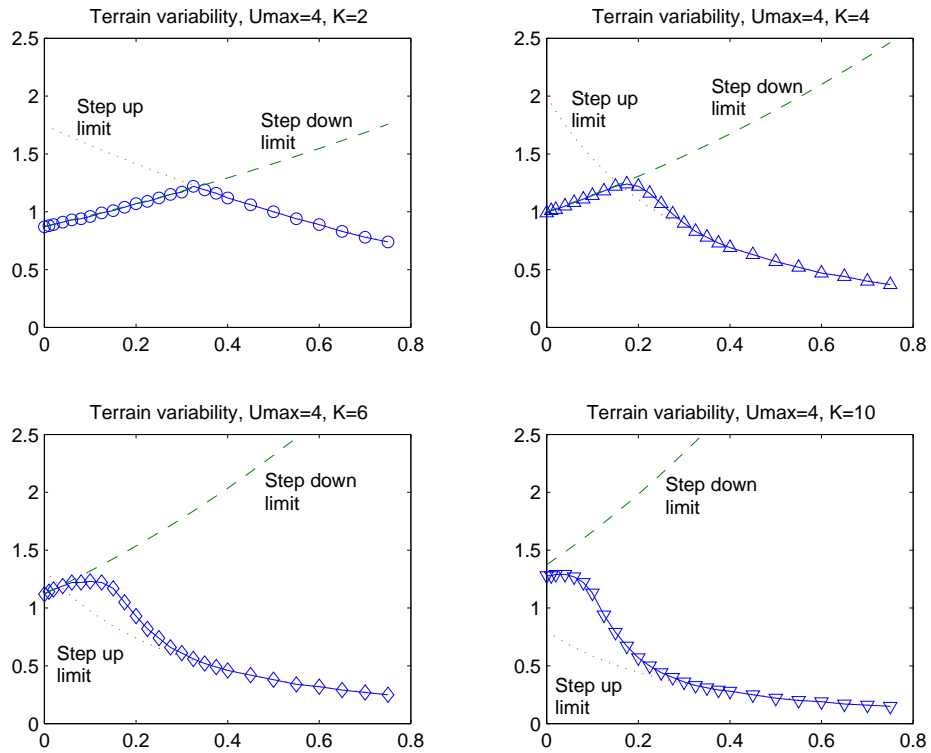 Terrain variability, Umax=4, K=2
2.5
2
1.5
1
0.5
0
Step up
limit
Step down
limit
0 0.2 0.4 0.6 0.8
Terrain variability, Umax=4, K=4
2.5
2
1.5
1
0.5
0
Step up
limit
Step down
limit
0 0.2 0.4 0.6 0.8
Terrain variability, Umax=4, K=6
2.5
2
1.5
1
0.5
0
Step down
limit
Step up
limit
0 0.2 0.4 0.6 0.8
Terrain variability, Umax=4, K=10
2.5
2
1.5
1
0.5
0
Step down
limit
Step up
limit
0 0.2 0.4 0.6 0.8